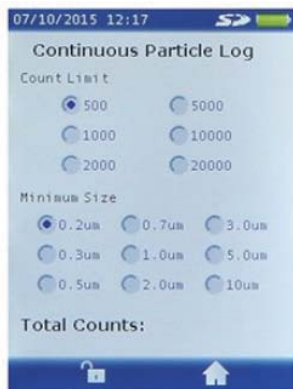 07/10/2015 12:17 SD
Continuous Particle Log
Count Limit
500 5000
1000 10000
2000 20000
Minimum Size
0.2um 0.7um 3.0um
0.3um 1.0um 5.0um
0.5um 2.0um 10um
Total Counts: